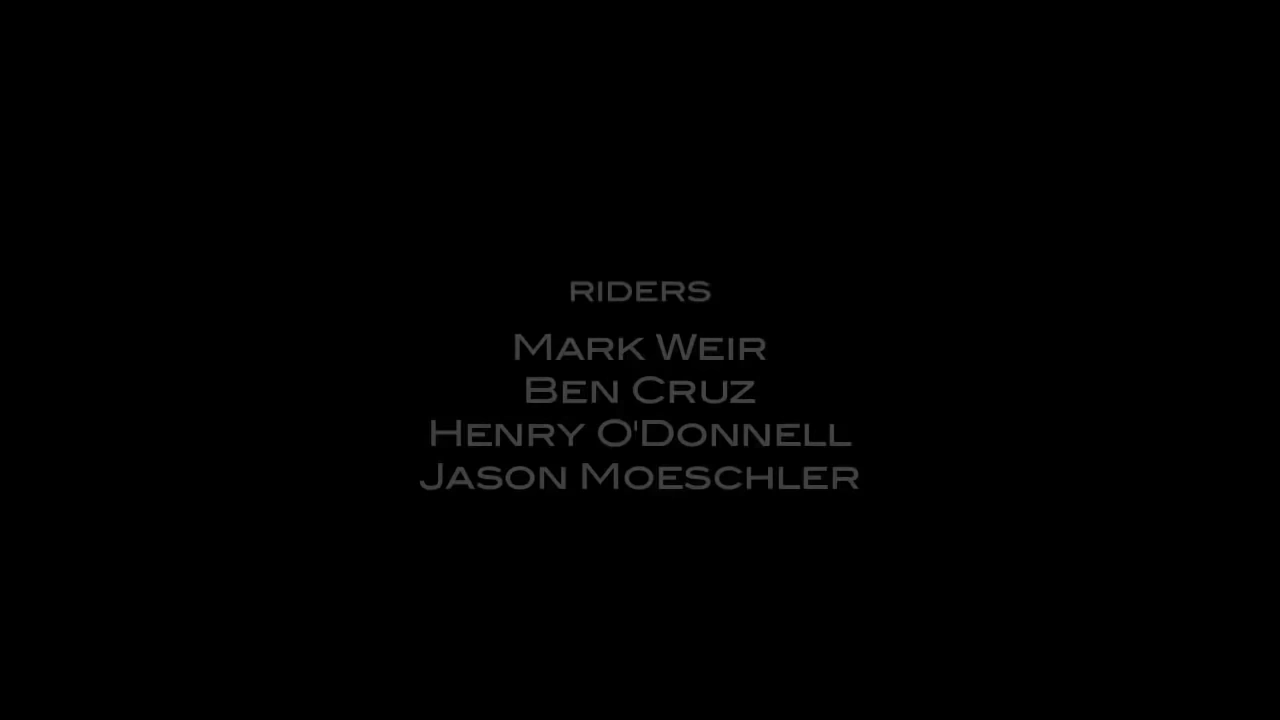 RIDERS
Mark Weir
Ben Cruz
Henry O'Donnell
Jason Moeschler